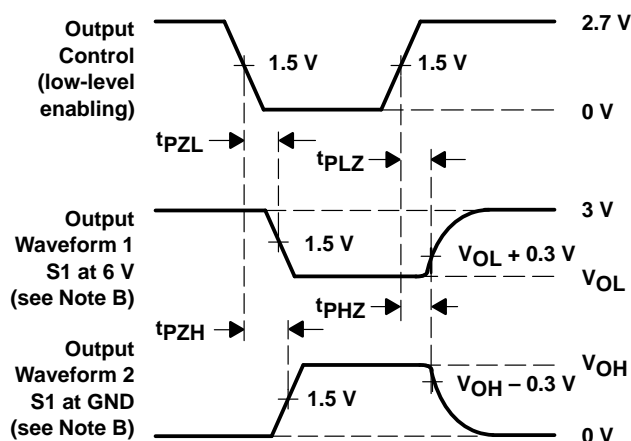 Output
Control
(low-level
enabling)
1.5 V
1.5 V
2.7 V
0 V
tPZL
tPLZ
Output
Waveform 1
S1 at 6 V
(see Note B)
1.5 V
3 V
VOL + 0.3 V
VOL
tPHZ
tPZH
Output
Waveform 2
S1 at GND
(see Note B)
1.5 V
VOH
VOH – 0.3 V
0 V